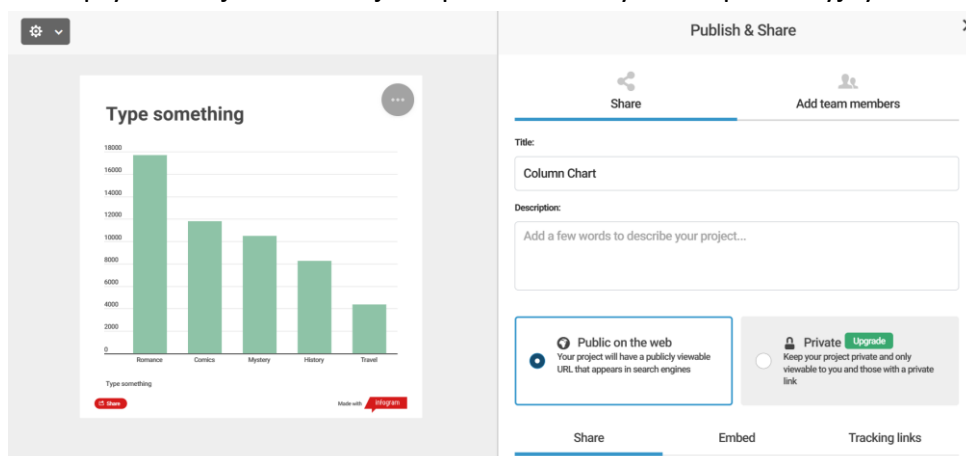 Publish & Share
Share
Add team members
Title:
Column Chart
Description:
Add a few words to describe your project...
Public on the web
Your project will have a publicly viewable
URL that appears in search engines
Private Upgrade
Keep your project private and only
viewable to you and those with a private
link
Share Embed Tracking links
Type something
18000
16000
14000
12000
10000
8000
6000
4000
2000
0
Romance Comics Mystery History Travel
Type something
Share
Made with infogram